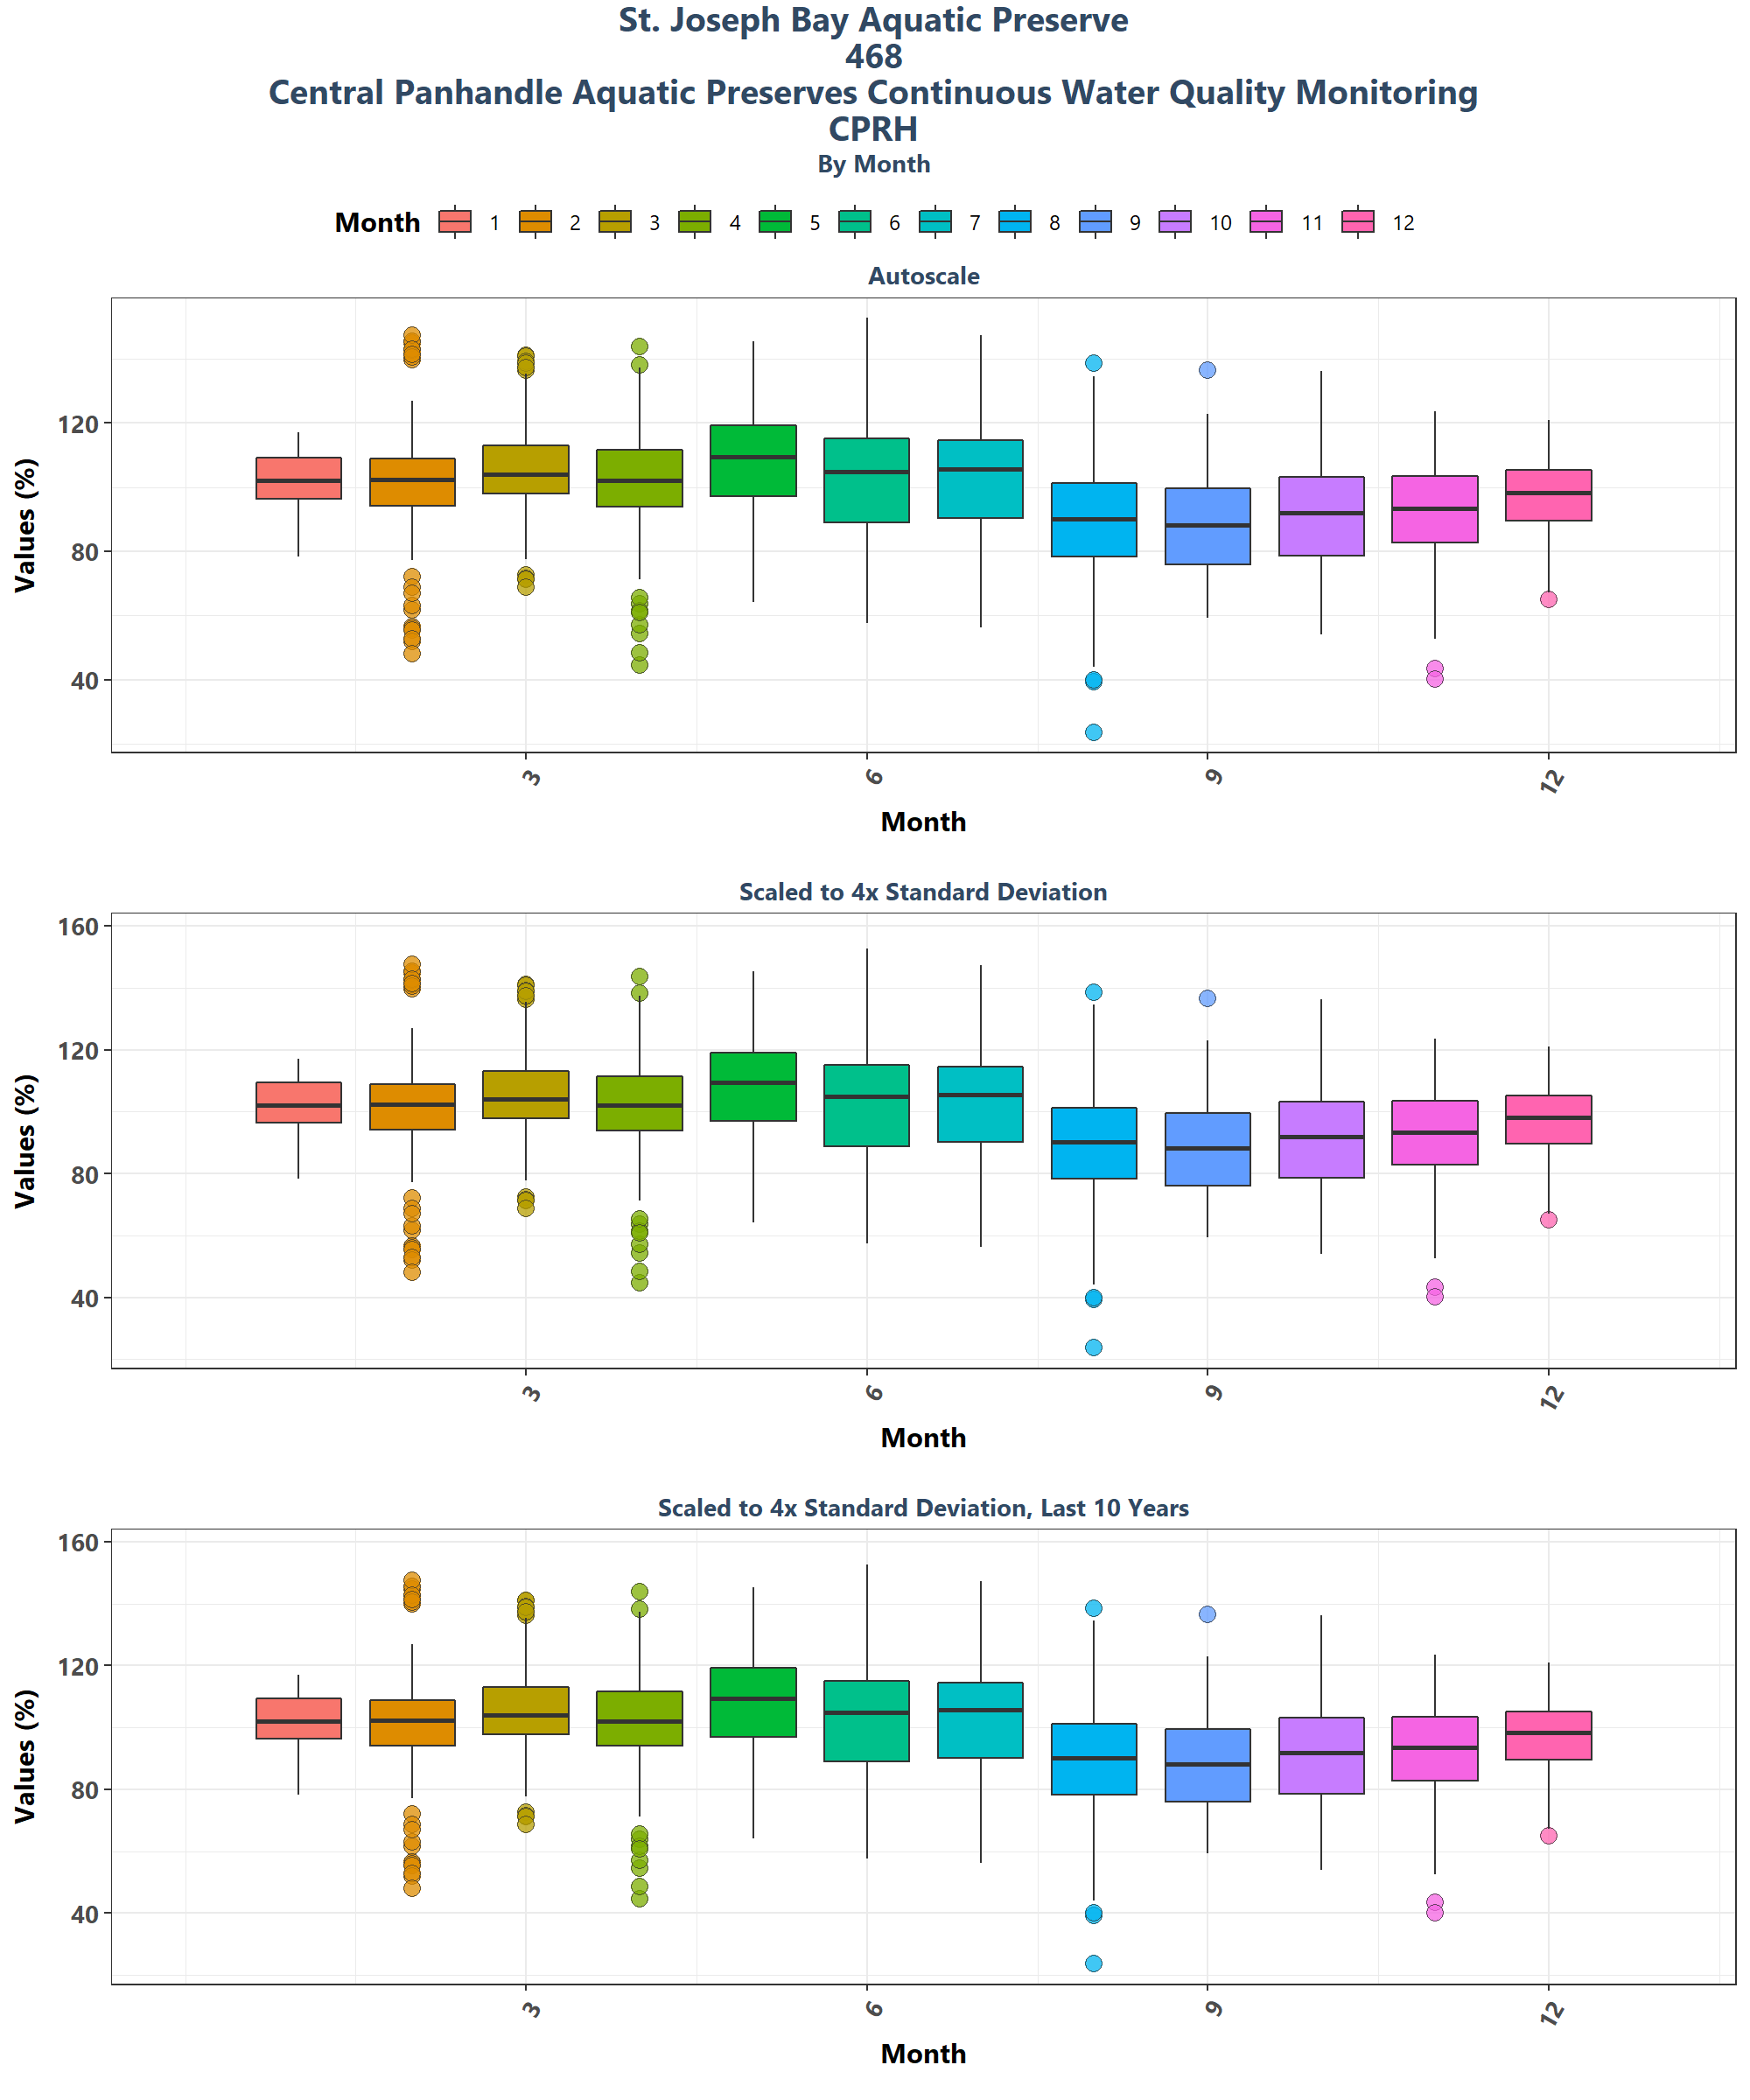 St. Joseph Bay Aquatic Preserve
468
Central Panhandle Aquatic Preserves Continuous Water Quality Monitoring
CPRH
By Month
Month 1 2 3 4 5 6 7 8 9 10 11 12
Autoscale
Values (%)
120
80
40
3 6 9 12
Month
Scaled to 4x Standard Deviation
Values (%)
160
120
80
40
3 6 9 12
Month
Scaled to 4x Standard Deviation, Last 10 Years
Values (%)
160
120
80
40
3 6 9 12
Month